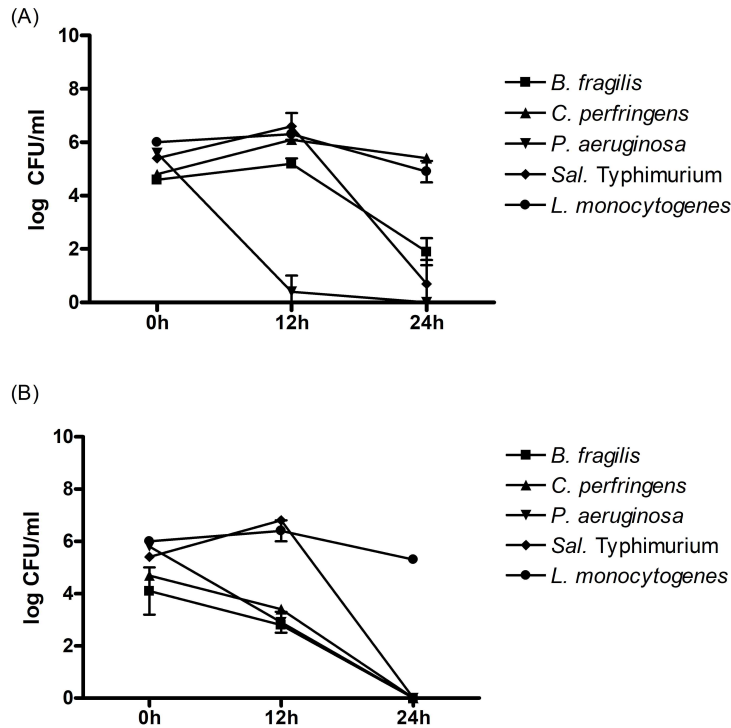 (A)
10
8
6
4
2
0
log CFU/ml
0h 12h 24h
B. fragilis
C. perfringens
P. aeruginosa
Sal. Typhimurium
L. monocytogenes
(B)
10
8
6
4
2
0
log CFU/ml
0h 12h 24h
B. fragilis
C. perfringens
P. aeruginosa
Sal. Typhimurium
L. monocytogenes